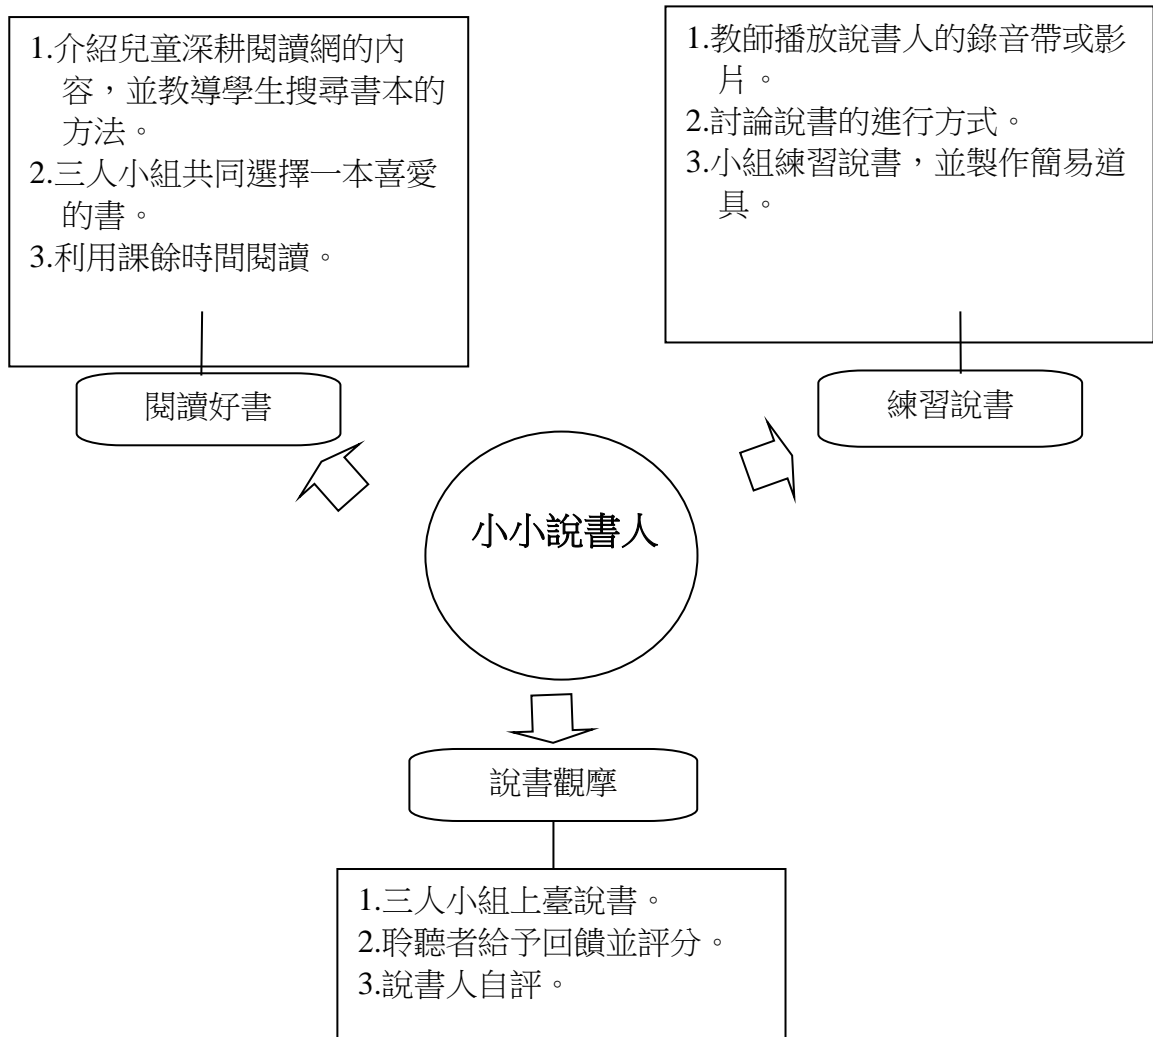 1.介紹兒童深耕閱讀網的內
容，並教導學生搜尋書本的
方法。
2.三人小組共同選擇一本喜愛
的書。
3.利用課餘時間閱讀。
閱讀好書
1.教師播放說書人的錄音帶或影
片。
2.討論說書的進行方式。
3.小組練習說書，並製作簡易道
具。
練習說書
小小說書人
說書觀摩
1.三人小組上臺說書。
2.聆聽者給予回饋並評分。
3.說書人自評。